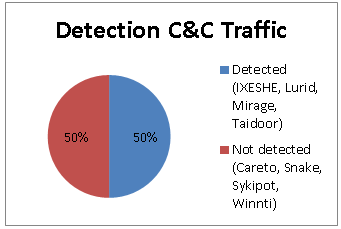 Detection C&C Traffic
50%
50%
Detected
(IXESHE, Lurid,
Mirage,
Taidoor)
Not detected
(Careto, Snake,
Sykipot,
Winnti)